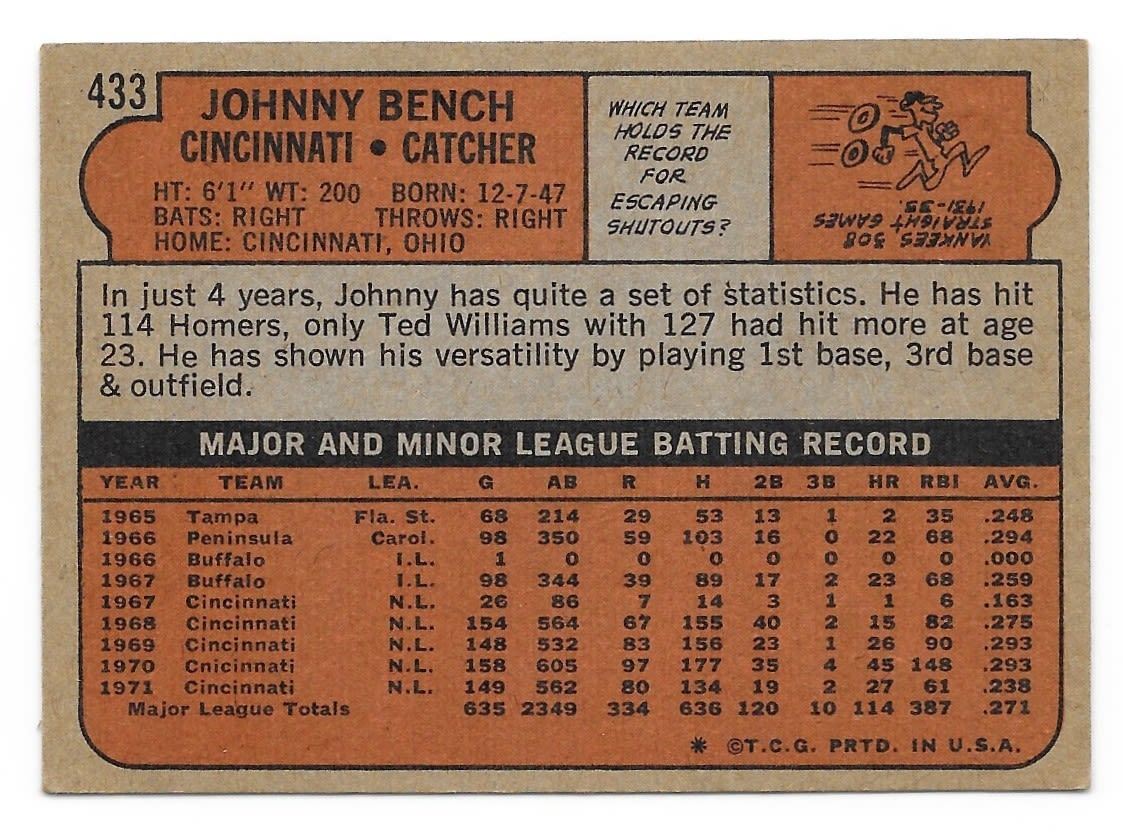 433
JOHNNY BENCH
CINCINNATI • CATCHER
HT: 6'1" WT: 200 BORN: 12-7-47
BATS: RIGHT THROWS: RIGHT
HOME: CINCINNATI, OHIO
WHICH TEAM
HOLDS THE
RECORD
FOR
ESCAPING
SHUTOUTS?
YANKEES 308
STRAIGHT GAMES
1931-35.
In just 4 years, Johnny has quite a set of statistics. He has hit
114 Homers, only Ted Williams with 127 had hit more at age
23. He has shown his versatility by playing 1st base, 3rd base
& outfield.
MAJOR AND MINOR LEAGUE BATTING RECORD
YEAR TEAM LEA. G AB R H 2B 3B HR RBI AVG.
1965 Tampa Fla. St. 68 214 29 53 13 1 2 35 .248
1966 Peninsula Carol. 98 350 59 103 16 0 22 68 .294
1966 Buffalo I.L. 1 0 0 0 0 0 0 0 .000
1967 Buffalo I.L. 98 344 39 89 17 2 23 68 .259
1967 Cincinnati N.L. 26 86 7 14 3 1 1 6 .163
1968 Cincinnati N.L. 154 564 67 155 40 2 15 82 .275
1969 Cincinnati N.L. 148 532 83 156 23 1 26 90 .293
1970 Cnicinnati N.L. 158 605 97 177 35 4 45 148 .293
1971 Cincinnati N.L. 149 562 80 134 19 2 27 61 .238
Major League Totals 635 2349 334 636 120 10 114 387 .271
* ©T.C.G. PRTD. IN U.S.A.